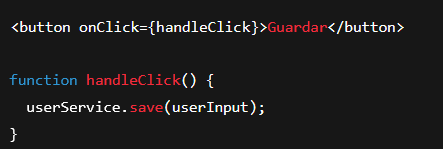 <button onClick={handleClick}>Guardar</button>
function handleClick() {
userService.save(userInput);
}